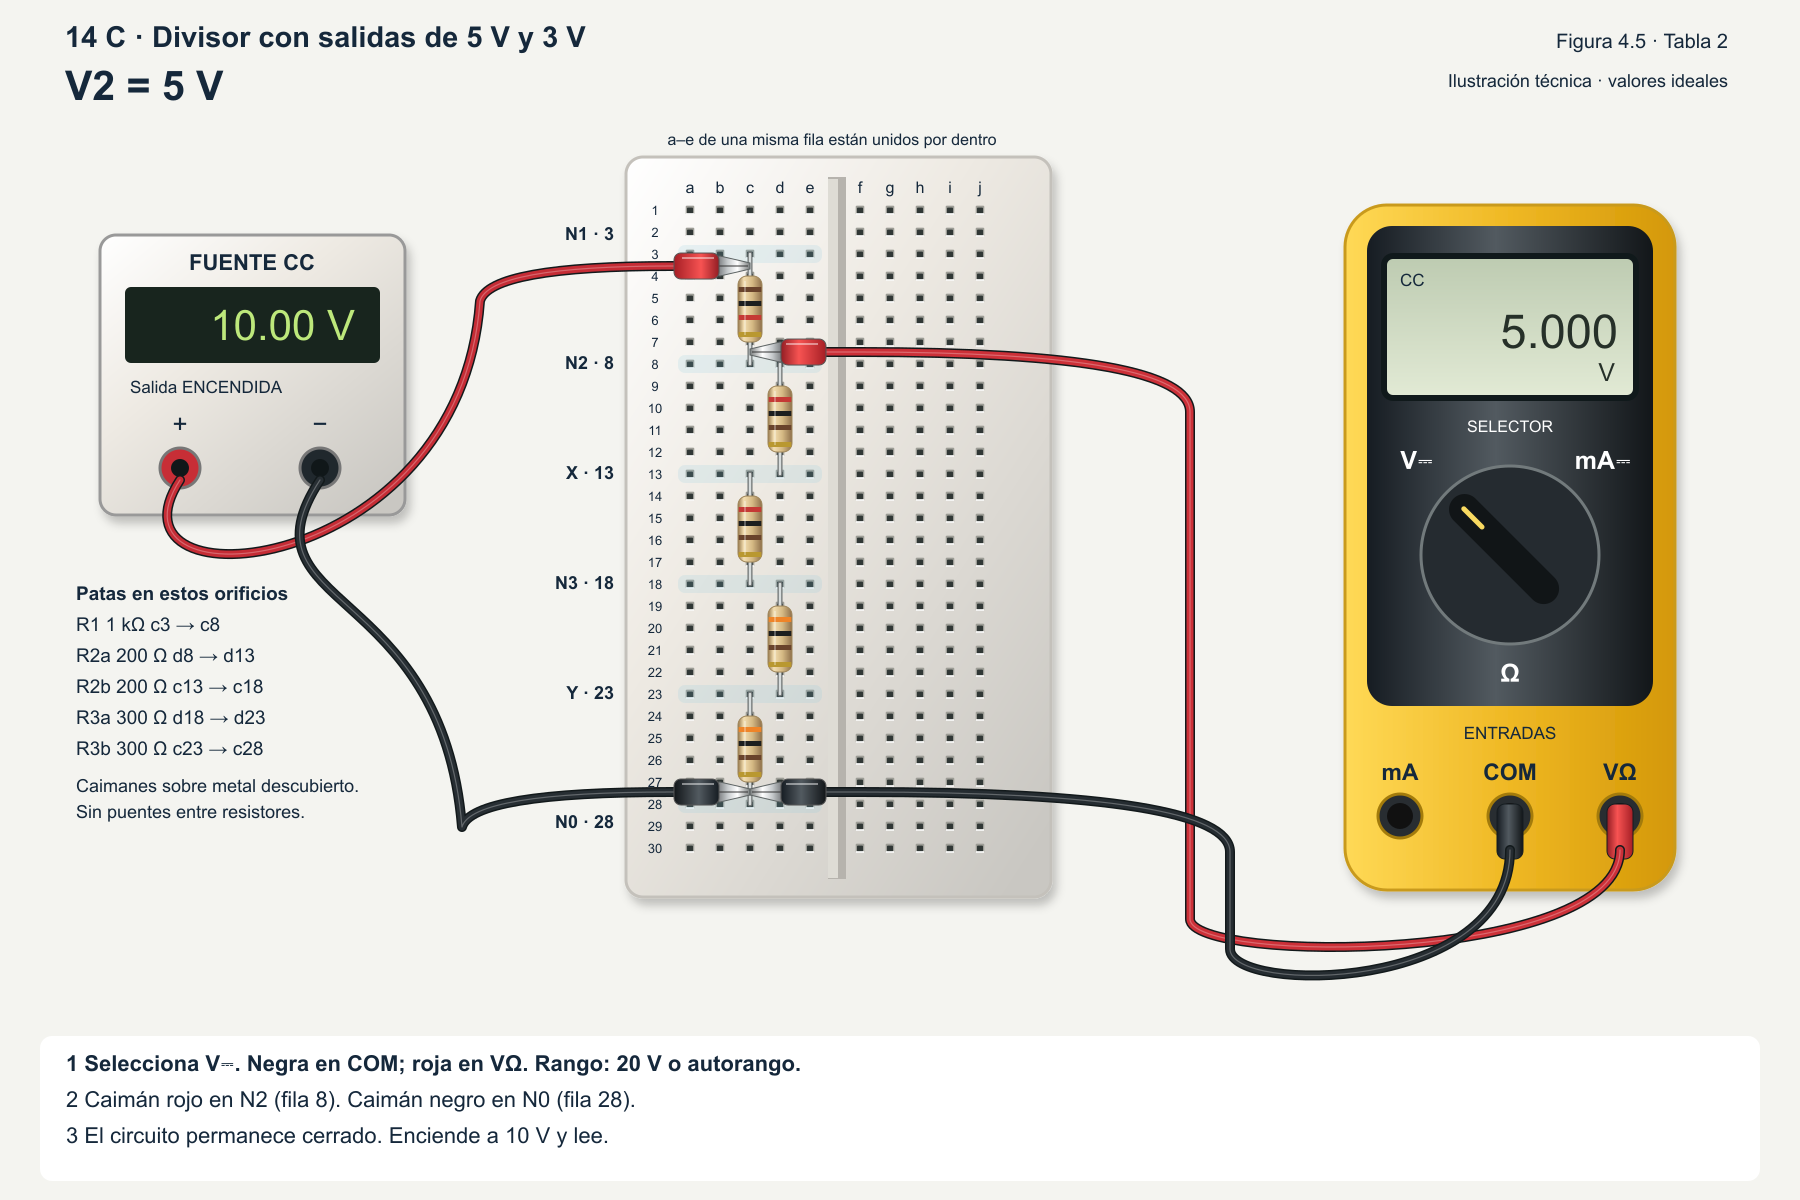 14 C · Divisor con salidas de 5 V y 3 V
V2 = 5 V
Figura 4.5 · Tabla 2
Ilustración técnica · valores ideales
a–e de una misma fila están unidos por dentro
a b c d e f g h i j
1
2
3
4
5
6
7
8
9
10
11
12
13
14
15
16
17
18
19
20
21
22
23
24
25
26
27
28
29
30
N1 · 3
N2 · 8
X · 13
N3 · 18
Y · 23
N0 · 28
FUENTE CC
10.00 V
Salida ENCENDIDA
+ −
Patas en estos orificios
R1 1 kΩ c3 → c8
R2a 200 Ω d8 → d13
R2b 200 Ω c13 → c18
R3a 300 Ω d18 → d23
R3b 300 Ω c23 → c28
Caimanes sobre metal descubierto.
Sin puentes entre resistores.
CC
5.000
V
SELECTOR
V⎓ mA⎓
Ω
ENTRADAS
mA COM VΩ
1 Selecciona V⎓. Negra en COM; roja en VΩ. Rango: 20 V o autorango.
2 Caimán rojo en N2 (fila 8). Caimán negro en N0 (fila 28).
3 El circuito permanece cerrado. Enciende a 10 V y lee.